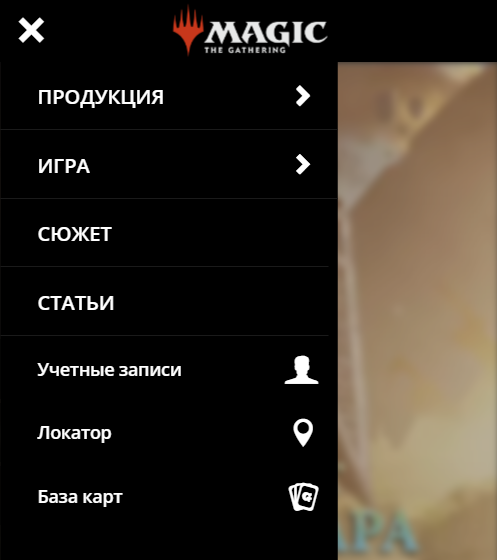 MAGIC
THE GATHERING
ПРОДУКЦИЯ
ИГРА
СЮЖЕТ
СТАТЬИ
Учетные записи
Локатор
База карт